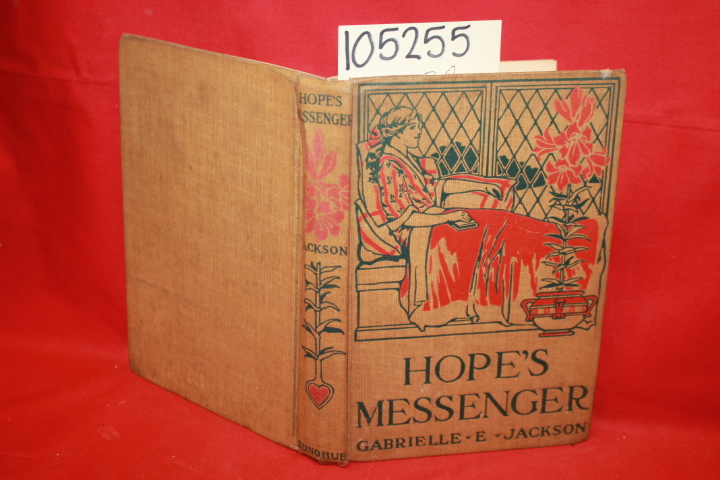 105255
HOPE'S
MESSENGER
JACKSON
DONOHUE
HOPE'S
MESSENGER
GABRIELLE·E·JACKSON